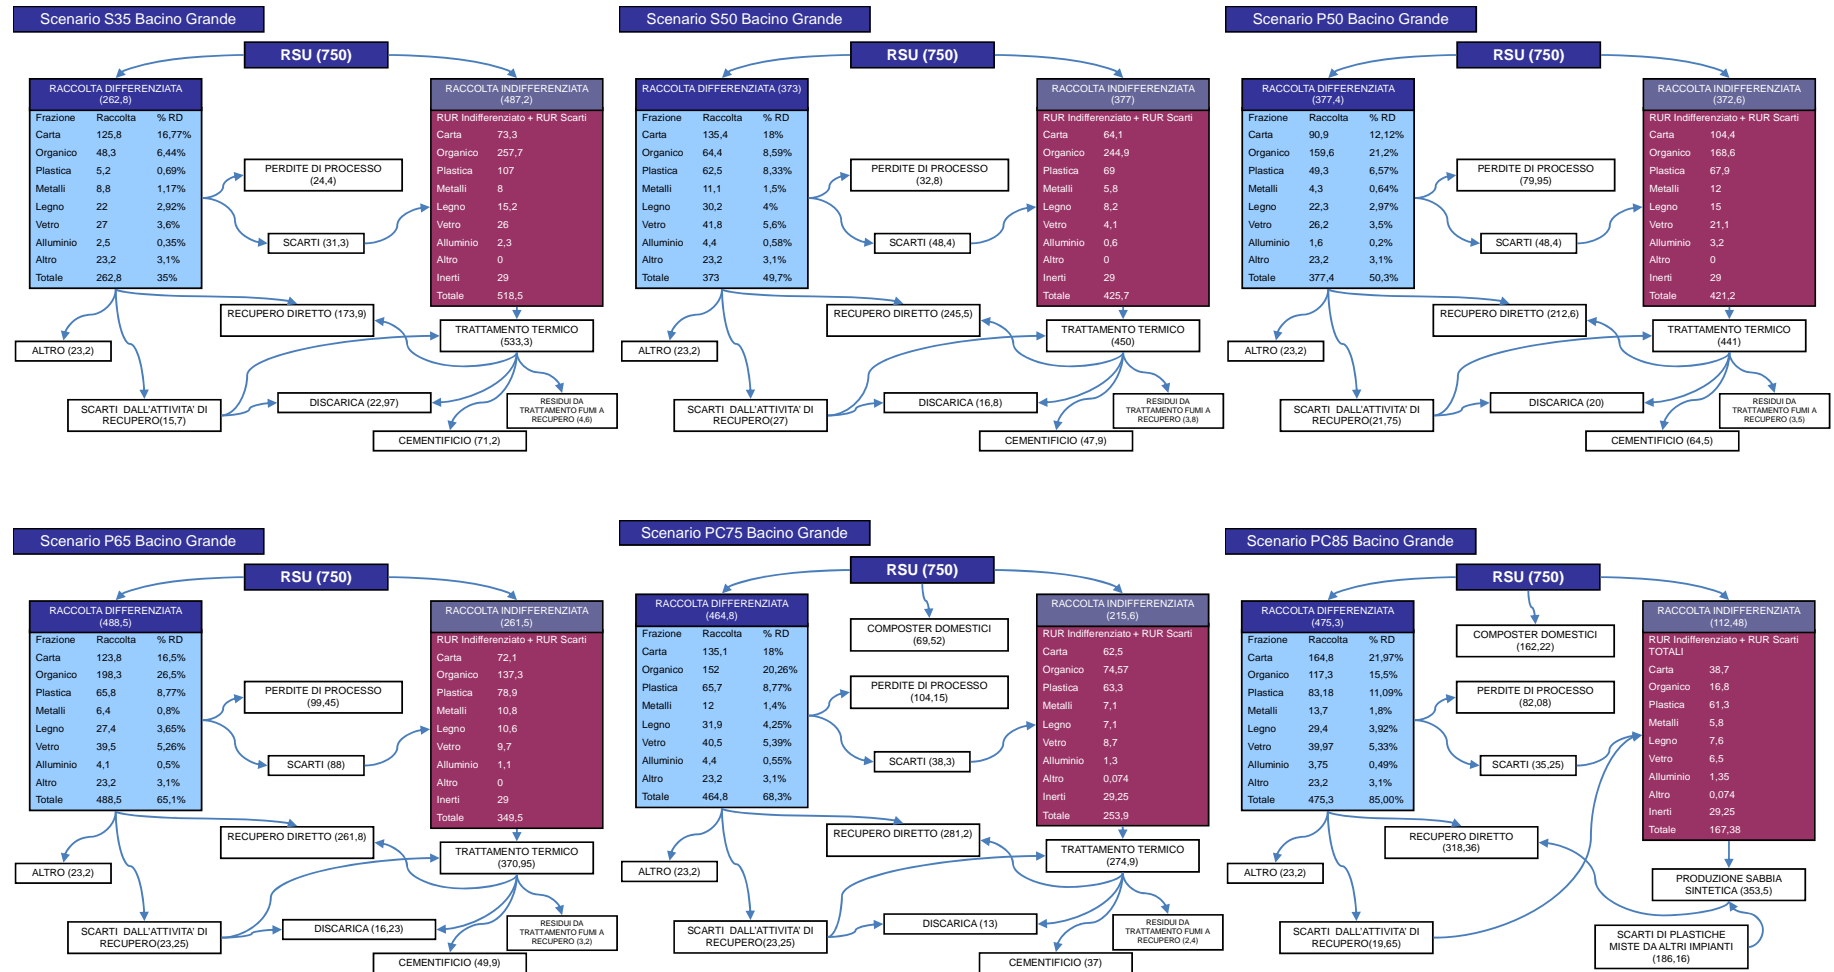 Scenario S35 Bacino Grande
RSU (750)
RACCOLTA DIFFERENZIATA
(262,8)
Frazione Raccolta % RD
Carta 125,8 16,77%
Organico 48,3 6,44%
Plastica 5,2 0,69%
Metalli 8,8 1,17%
Legno 22 2,92%
Vetro 27 3,6%
Alluminio 2,5 0,35%
Altro 23,2 3,1%
Totale 262,8 35%
PERDITE DI PROCESSO
(24,4)
SCARTI (31,3)
RACCOLTA INDIFFERENZIATA
(487,2)
RUR Indifferenziato + RUR Scarti
Carta 73,3
Organico 257,7
Plastica 107
Metalli 8
Legno 15,2
Vetro 26
Alluminio 2,3
Altro 0
Inerti 29
Totale 518,5
RECUPERO DIRETTO (173,9)
TRATTAMENTO TERMICO
(533,3)
ALTRO (23,2)
SCARTI DALL'ATTIVITA' DI
RECUPERO(15,7)
DISCARICA (22,97)
RESIDUI DA
TRATTAMENTO FUMI A
RECUPERO (4,6)
CEMENTIFICIO (71,2)
Scenario S50 Bacino Grande
RSU (750)
RACCOLTA DIFFERENZIATA (373)
Frazione Raccolta % RD
Carta 135,4 18%
Organico 64,4 8,59%
Plastica 62,5 8,33%
Metalli 11,1 1,5%
Legno 30,2 4%
Vetro 41,8 5,6%
Alluminio 4,4 0,58%
Altro 23,2 3,1%
Totale 373 49,7%
PERDITE DI PROCESSO
(32,8)
SCARTI (48,4)
RACCOLTA INDIFFERENZIATA
(377)
RUR Indifferenziato + RUR Scarti
Carta 64,1
Organico 244,9
Plastica 69
Metalli 5,8
Legno 8,2
Vetro 4,1
Alluminio 0,6
Altro 0
Inerti 29
Totale 425,7
RECUPERO DIRETTO (245,5)
TRATTAMENTO TERMICO
(450)
ALTRO (23,2)
SCARTI DALL'ATTIVITA' DI
RECUPERO(27)
DISCARICA (16,8)
RESIDUI DA
TRATTAMENTO FUMI A
RECUPERO (3,8)
CEMENTIFICIO (47,9)
Scenario P50 Bacino Grande
RSU (750)
RACCOLTA DIFFERENZIATA
(377,4)
Frazione Raccolta % RD
Carta 90,9 12,12%
Organico 159,6 21,2%
Plastica 49,3 6,57%
Metalli 4,3 0,64%
Legno 22,3 2,97%
Vetro 26,2 3,5%
Alluminio 1,6 0,2%
Altro 23,2 3,1%
Totale 377,4 50,3%
PERDITE DI PROCESSO
(79,95)
SCARTI (48,4)
RACCOLTA INDIFFERENZIATA
(372,6)
RUR Indifferenziato + RUR Scarti
Carta 104,4
Organico 168,6
Plastica 67,9
Metalli 12
Legno 15
Vetro 21,1
Alluminio 3,2
Altro 0
Inerti 29
Totale 421,2
RECUPERO DIRETTO (212,6)
TRATTAMENTO TERMICO
(441)
ALTRO (23,2)
SCARTI DALL'ATTIVITA' DI
RECUPERO(21,75)
DISCARICA (20)
RESIDUI DA
TRATTAMENTO FUMI A
RECUPERO (3,5)
CEMENTIFICIO (64,5)
Scenario P65 Bacino Grande
RSU (750)
RACCOLTA DIFFERENZIATA
(488,5)
Frazione Raccolta % RD
Carta 123,8 16,5%
Organico 198,3 26,5%
Plastica 65,8 8,77%
Metalli 6,4 0,8%
Legno 27,4 3,65%
Vetro 39,5 5,26%
Alluminio 4,1 0,5%
Altro 23,2 3,1%
Totale 488,5 65,1%
PERDITE DI PROCESSO
(99,45)
SCARTI (88)
RACCOLTA INDIFFERENZIATA
(261,5)
RUR Indifferenziato + RUR Scarti
Carta 72,1
Organico 137,3
Plastica 78,9
Metalli 10,8
Legno 10,6
Vetro 9,7
Alluminio 1,1
Altro 0
Inerti 29
Totale 349,5
RECUPERO DIRETTO (261,8)
TRATTAMENTO TERMICO
(370,95)
ALTRO (23,2)
SCARTI DALL'ATTIVITA' DI
RECUPERO(23,25)
DISCARICA (16,23)
RESIDUI DA
TRATTAMENTO FUMI A
RECUPERO (3,2)
CEMENTIFICIO (49,9)
Scenario PC75 Bacino Grande
RSU (750)
RACCOLTA DIFFERENZIATA
(464,8)
Frazione Raccolta % RD
Carta 135,1 18%
Organico 152 20,26%
Plastica 65,7 8,77%
Metalli 12 1,4%
Legno 31,9 4,25%
Vetro 40,5 5,39%
Alluminio 4,4 0,55%
Altro 23,2 3,1%
Totale 464,8 68,3%
COMPOSTER DOMESTICI
(69,52)
PERDITE DI PROCESSO
(104,15)
SCARTI (38,3)
RACCOLTA INDIFFERENZIATA
(215,6)
RUR Indifferenziato + RUR Scarti
Carta 62,5
Organico 74,57
Plastica 63,3
Metalli 7,1
Legno 7,1
Vetro 8,7
Alluminio 1,3
Altro 0,074
Inerti 29,25
Totale 253,9
RECUPERO DIRETTO (281,2)
TRATTAMENTO TERMICO
(274,9)
ALTRO (23,2)
SCARTI DALL'ATTIVITA' DI
RECUPERO(23,25)
DISCARICA (13)
RESIDUI DA
TRATTAMENTO FUMI A
RECUPERO (2,4)
CEMENTIFICIO (37)
Scenario PC85 Bacino Grande
RSU (750)
RACCOLTA DIFFERENZIATA
(475,3)
Frazione Raccolta % RD
Carta 164,8 21,97%
Organico 117,3 15,5%
Plastica 83,18 11,09%
Metalli 13,7 1,8%
Legno 29,4 3,92%
Vetro 39,97 5,33%
Alluminio 3,75 0,49%
Altro 23,2 3,1%
Totale 475,3 85,00%
COMPOSTER DOMESTICI
(162,22)
PERDITE DI PROCESSO
(82,08)
SCARTI (35,25)
RACCOLTA INDIFFERENZIATA
(112,48)
RUR Indifferenziato + RUR Scarti
TOTALI
Carta 38,7
Organico 16,8
Plastica 61,3
Metalli 5,8
Legno 7,6
Vetro 6,5
Alluminio 1,35
Altro 0,074
Inerti 29,25
Totale 167,38
RECUPERO DIRETTO
(318,36)
ALTRO (23,2)
PRODUZIONE SABBIA
SINTETICA (353,5)
SCARTI DALL'ATTIVITA' DI
RECUPERO(19,65)
SCARTI DI PLASTICHE
MISTE DA ALTRI IMPIANTI
(186,16)